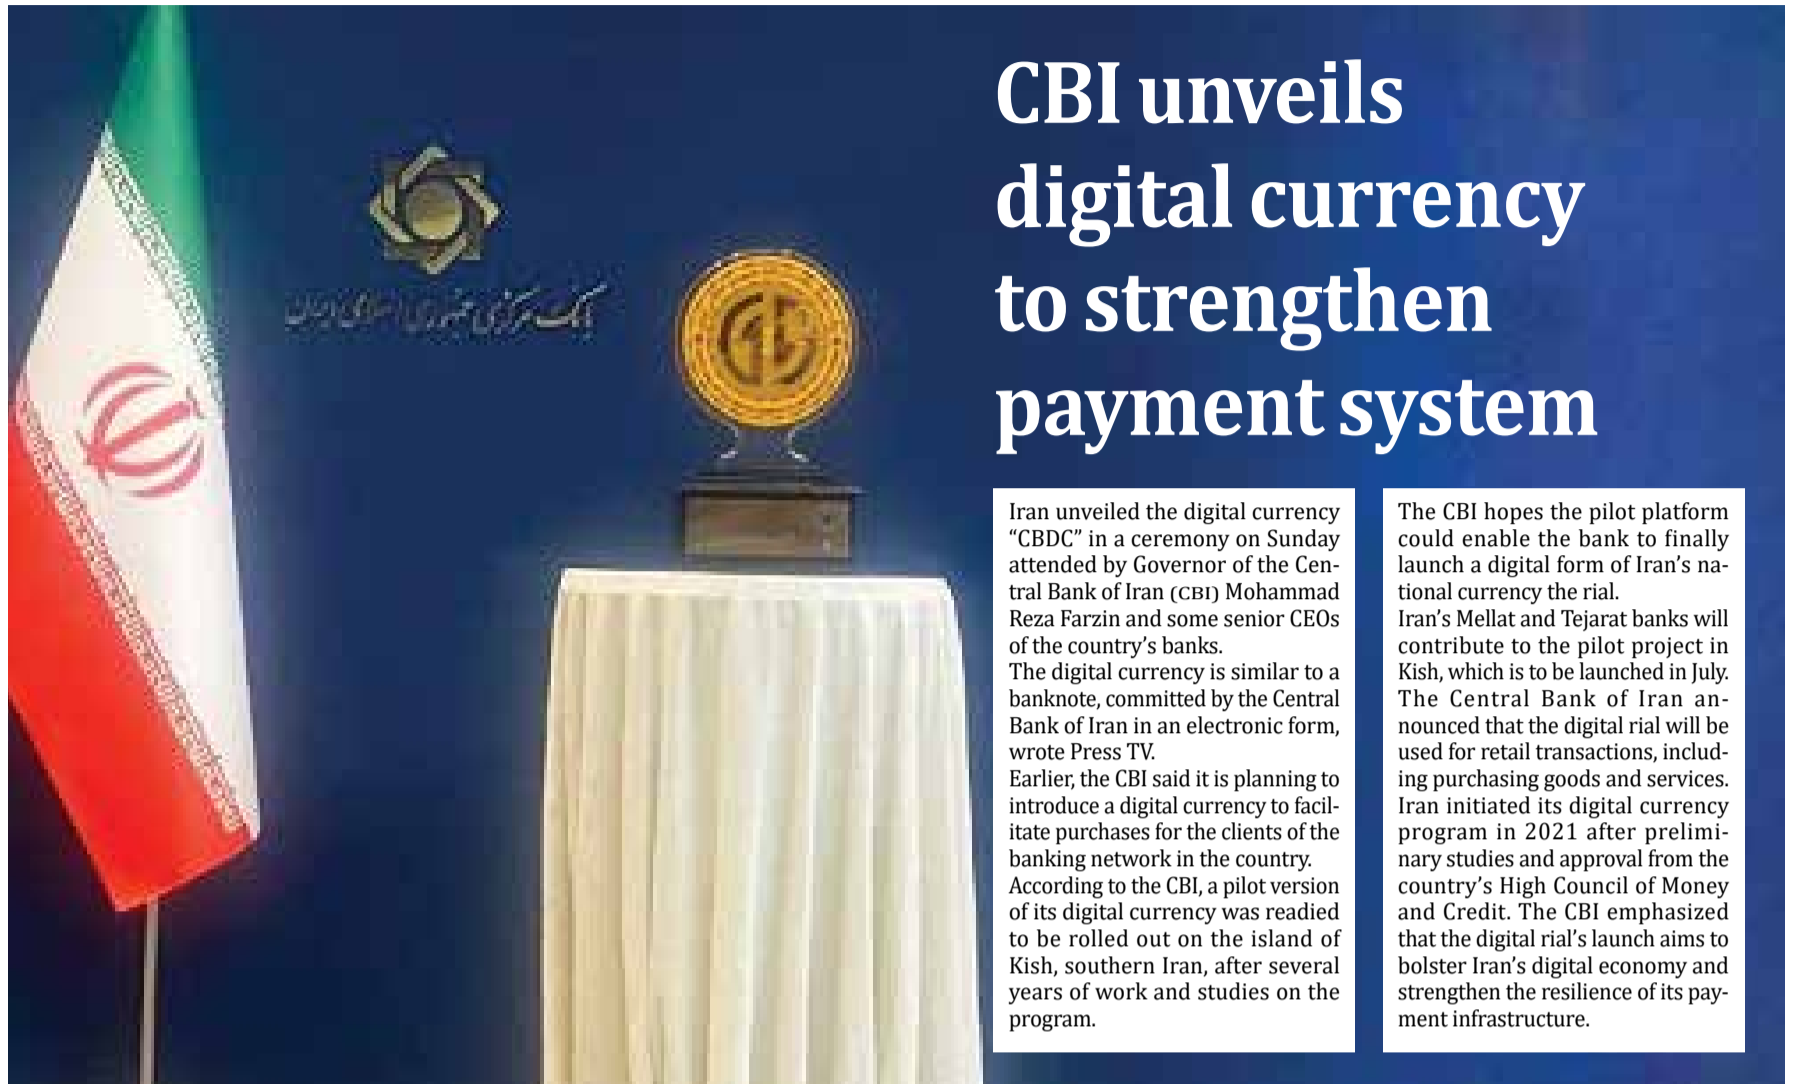 CBI unveils
digital currency
to strengthen
payment system
بانک مرکزی جمهوری اسلامی ایران
Iran unveiled the digital currency
“CBDC” in a ceremony on Sunday
attended by Governor of the Cen-
tral Bank of Iran (CBI) Mohammad
Reza Farzin and some senior CEOs
of the country’s banks.
The digital currency is similar to a
banknote, committed by the Central
Bank of Iran in an electronic form,
wrote Press TV.
Earlier, the CBI said it is planning to
introduce a digital currency to facil-
itate purchases for the clients of the
banking network in the country.
According to the CBI, a pilot version
of its digital currency was readied
to be rolled out on the island of
Kish, southern Iran, after several
years of work and studies on the
program.
The CBI hopes the pilot platform
could enable the bank to finally
launch a digital form of Iran’s na-
tional currency the rial.
Iran’s Mellat and Tejarat banks will
contribute to the pilot project in
Kish, which is to be launched in July.
The Central Bank of Iran an-
nounced that the digital rial will be
used for retail transactions, includ-
ing purchasing goods and services.
Iran initiated its digital currency
program in 2021 after prelimi-
nary studies and approval from the
country’s High Council of Money
and Credit. The CBI emphasized
that the digital rial’s launch aims to
bolster Iran’s digital economy and
strengthen the resilience of its pay-
ment infrastructure.